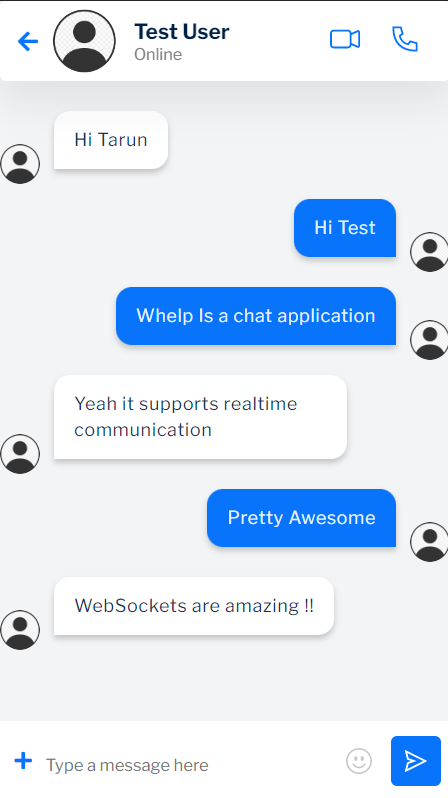 Test User
Online
Hi Tarun
Hi Test
Whelp Is a chat application
Yeah it supports realtime
communication
Pretty Awesome
WebSockets are amazing !!
Type a message here